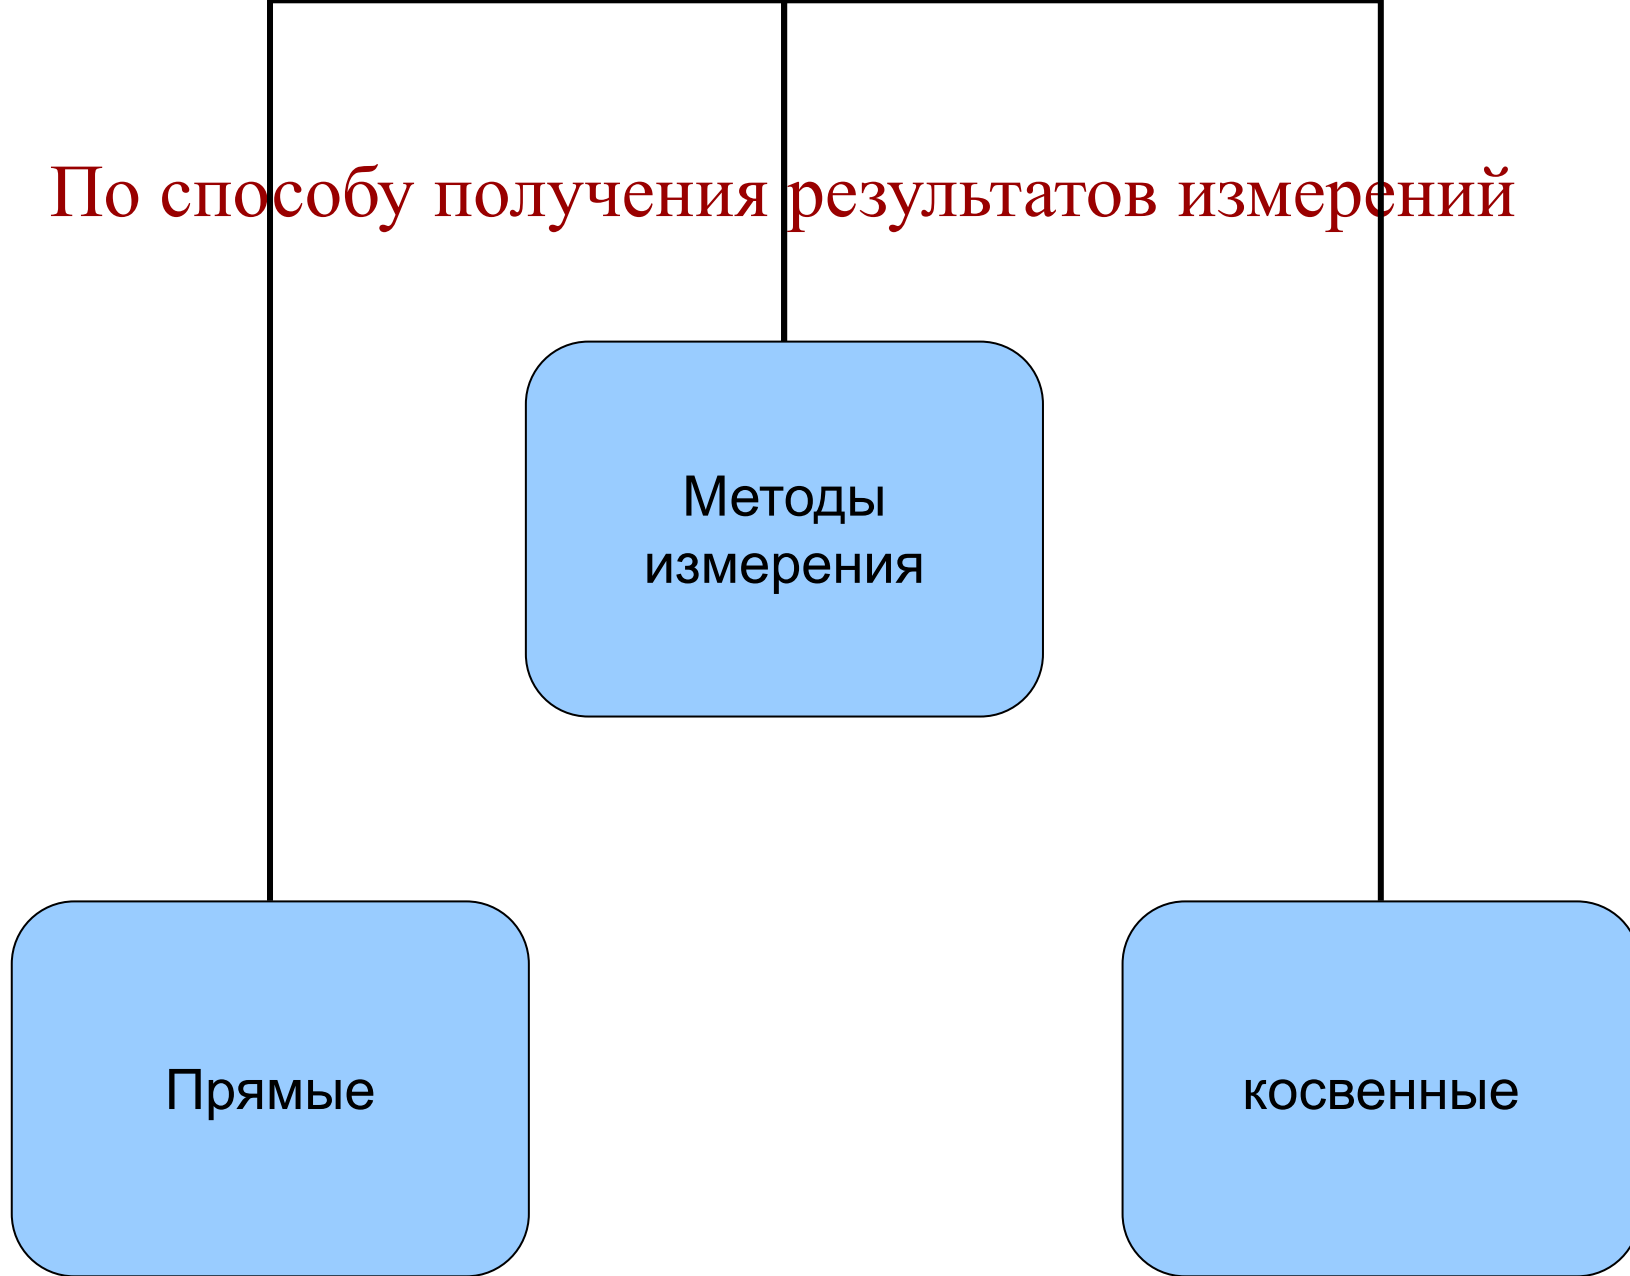 По способу получения результатов измерений
Методы
измерения
Прямые
косвенные